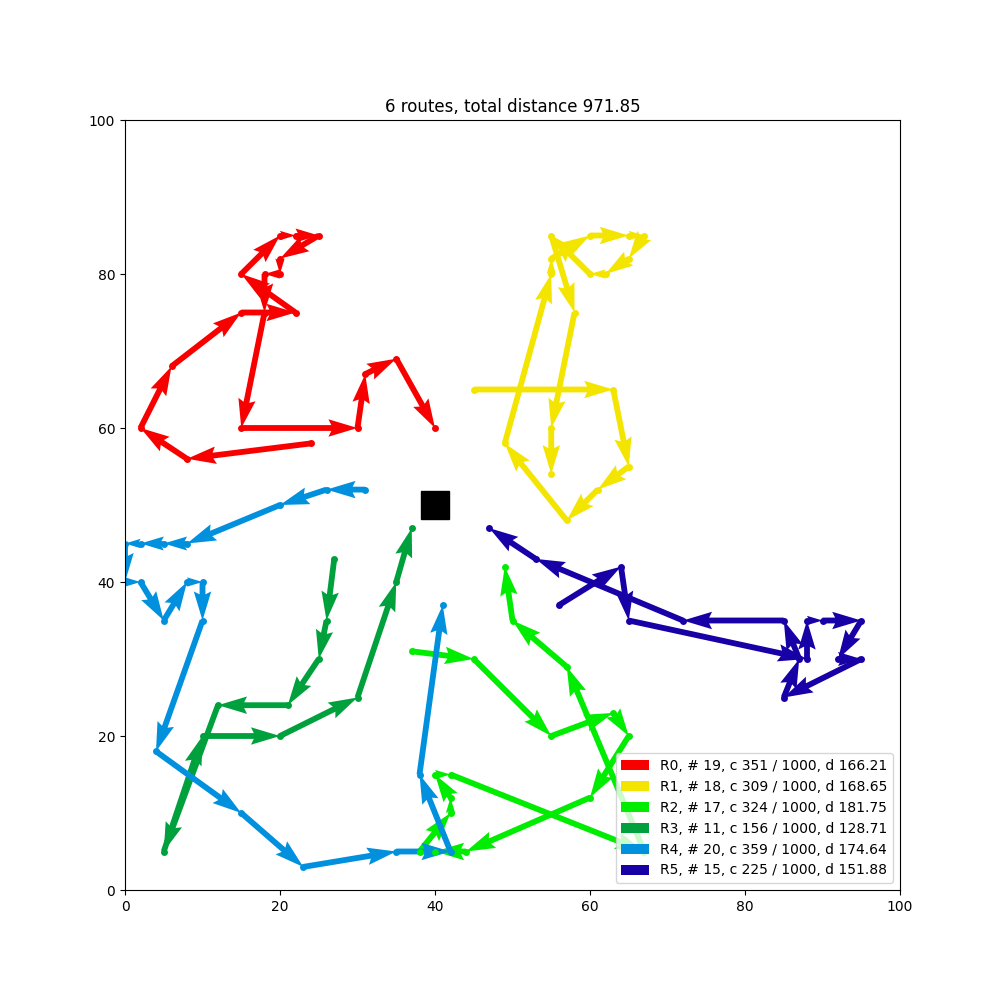 6 routes, total distance 971.85
100
80
60
40
20
0
0 20 40 60 80 100
R0, # 19, c 351 / 1000, d 166.21
R1, # 18, c 309 / 1000, d 168.65
R2, # 17, c 324 / 1000, d 181.75
R3, # 11, c 156 / 1000, d 128.71
R4, # 20, c 359 / 1000, d 174.64
R5, # 15, c 225 / 1000, d 151.88